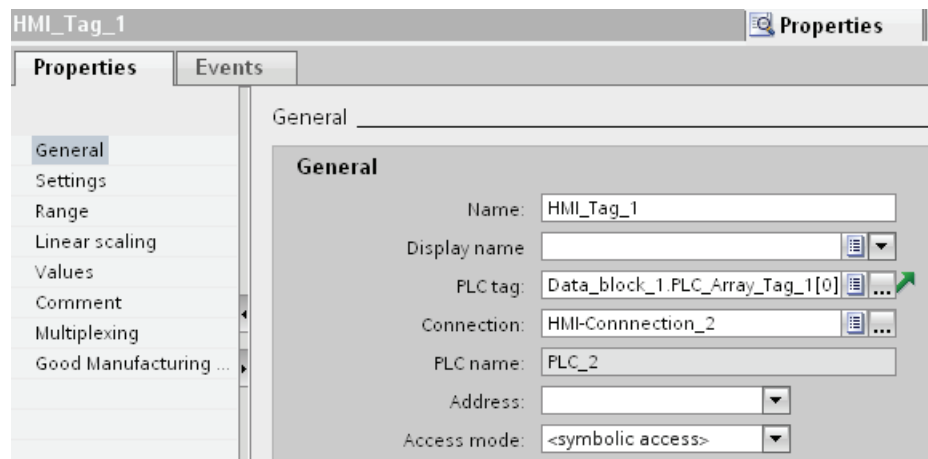 HMI_Tag_1
Properties
Properties
Events
General
General
Settings
Range
Linear scaling
Values
Comment
Multiplexing
Good Manufacturing ...
General
Name: HMI_Tag_1
Display name
PLC tag: Data_block_1.PLC_Array_Tag_1[0] ...
Connection: HMI-Connnection_2 ...
PLC name: PLC_2
Address:
Access mode: <symbolic access>